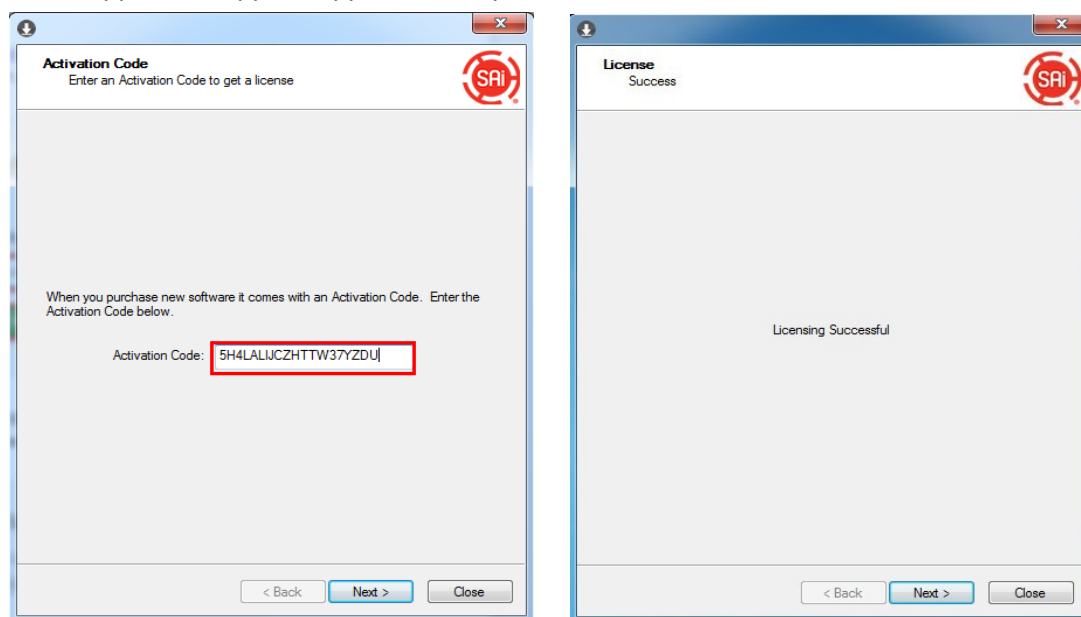 Activation Code
Enter an Activation Code to get a license
SAi
When you purchase new software it comes with an Activation Code. Enter the
Activation Code below.
Activation Code: 5H4LALIJCZHTTW37YZDU
< Back Next > Close
License
Success
SAi
Licensing Successful
< Back Next > Close